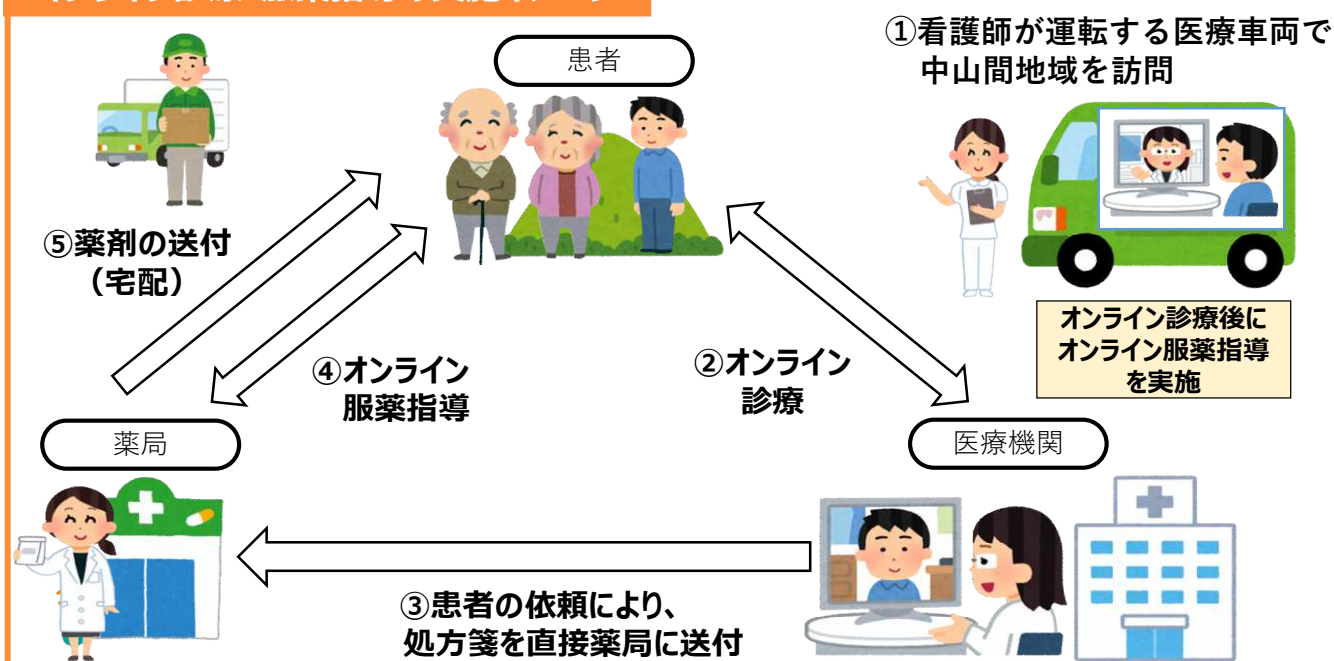 患者
①看護師が運転する医療車両で
中山間地域を訪問
⑤薬剤の送付
（宅配）
④オンライン
服薬指導
②オンライン
診療
オンライン診療後に
オンライン服薬指導
を実施
薬局
医療機関
③患者の依頼により、
処方箋を直接薬局に送付